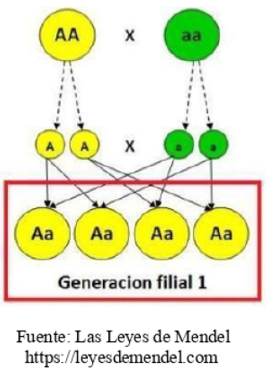 AA x aa
A A x a a
Aa Aa Aa Aa
Generacion filial 1
Fuente: Las Leyes de Mendel
https://leyesdemendel.com